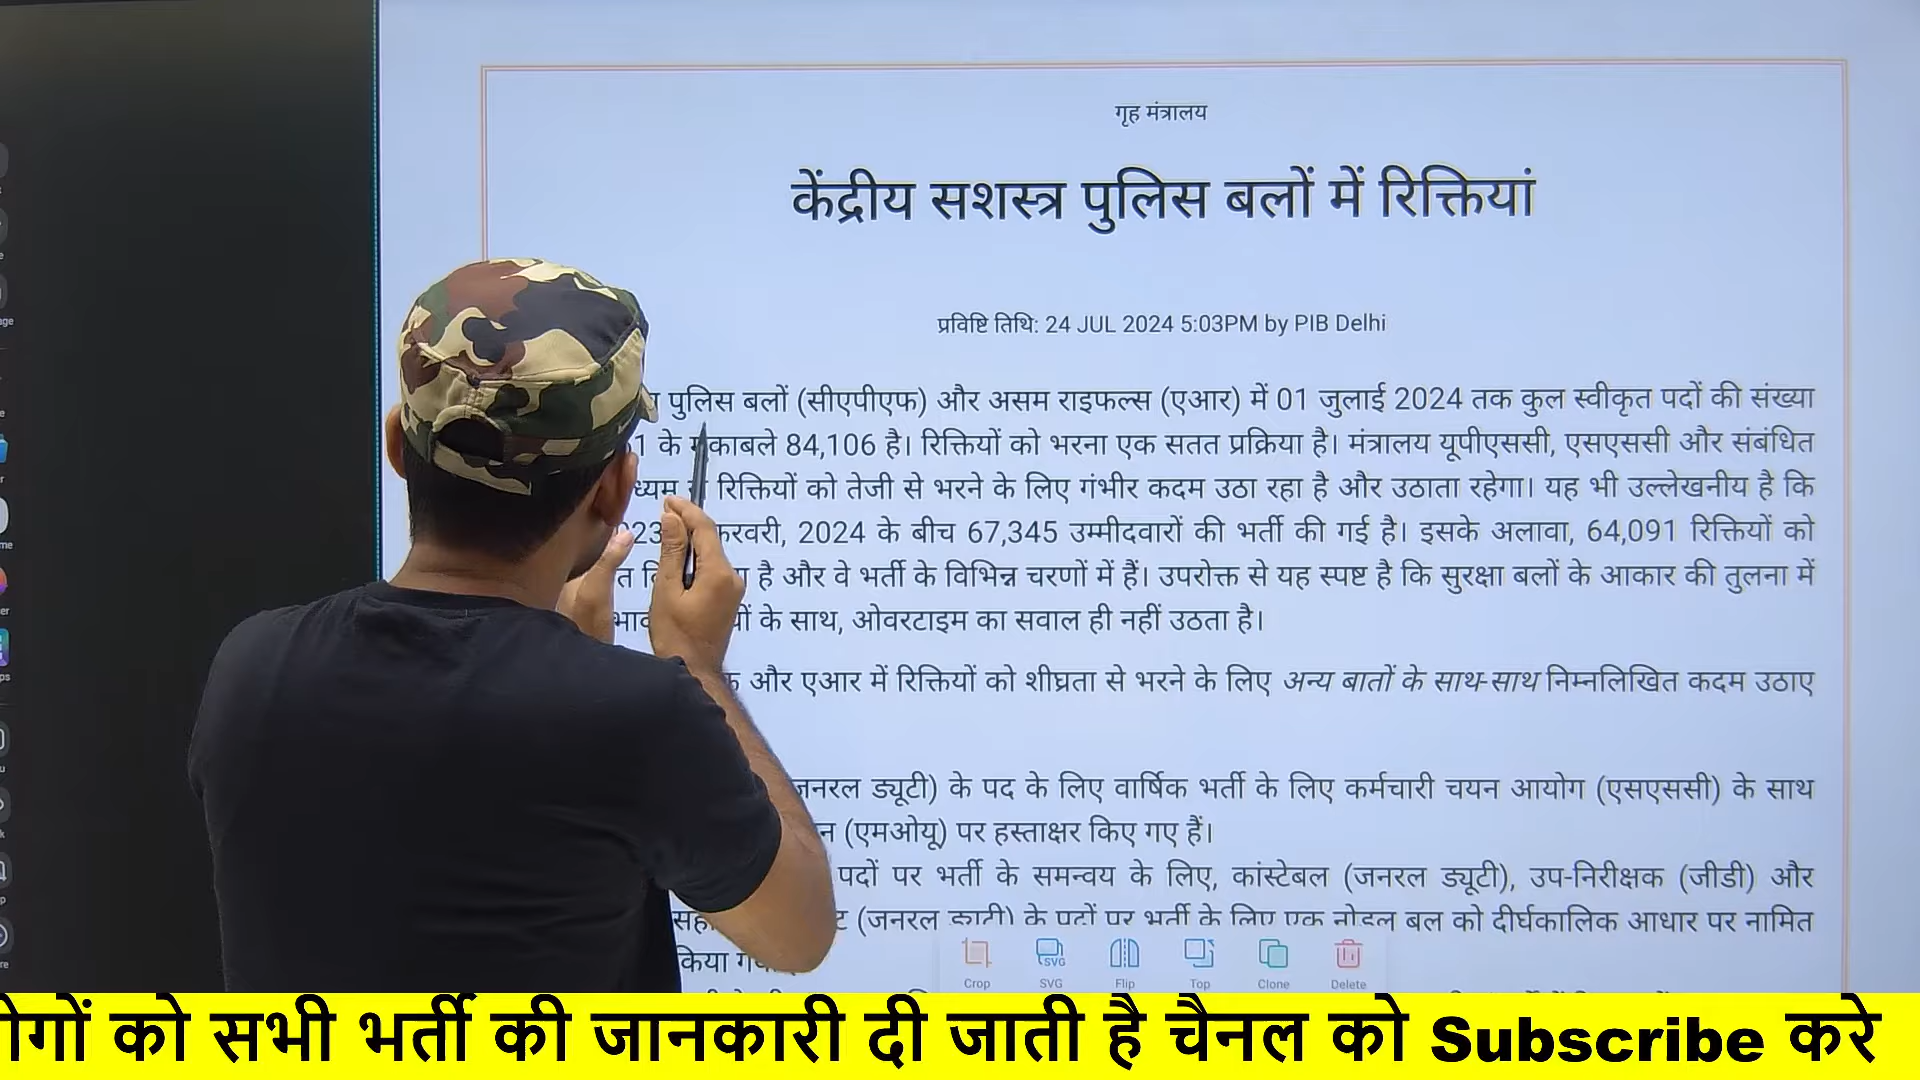 गृह मंत्रालय
केंद्रीय सशस्त्र पुलिस बलों में रिक्तियां
प्रविष्टि तिथि: 24 JUL 2024 5:03PM by PIB Delhi
पुलिस बलों (सीएपीएफ) और असम राइफल्स (एआर) में 01 जुलाई 2024 तक कुल स्वीकृत पदों की संख्या
1 के मुकाबले 84,106 है। रिक्तियों को भरना एक सतत प्रक्रिया है। मंत्रालय यूपीएससी, एसएससी और संबंधित
रिक्तियों को तेजी से भरने के लिए गंभीर कदम उठा रहा है और उठाता रहेगा। यह भी उल्लेखनीय है कि
2024 के बीच 67,345 उम्मीदवारों की भर्ती की गई है। इसके अलावा, 64,091 रिक्तियों को
है और वे भर्ती के विभिन्न चरणों में हैं। उपरोक्त से यह स्पष्ट है कि सुरक्षा बलों के आकार की तुलना में
के साथ, ओवरटाइम का सवाल ही नहीं उठता है।
और एआर में रिक्तियों को शीघ्रता से भरने के लिए अन्य बातों के साथ-साथ निम्नलिखित कदम उठाए
जनरल ड्यूटी) के पद के लिए वार्षिक भर्ती के लिए कर्मचारी चयन आयोग (एसएससी) के साथ
(एमओयू) पर हस्ताक्षर किए गए हैं।
पदों पर भर्ती के समन्वय के लिए, कांस्टेबल (जनरल ड्यूटी), उप-निरीक्षक (जीडी) और
(जनरल ड्यूटी) के पदों पर भर्ती के लिए एक नोडल बल को दीर्घकालिक आधार पर नामित
किया
Crop SVG Flip Top Clone Delete
ोगों को सभी भर्ती की जानकारी दी जाती है चैनल को Subscribe करे